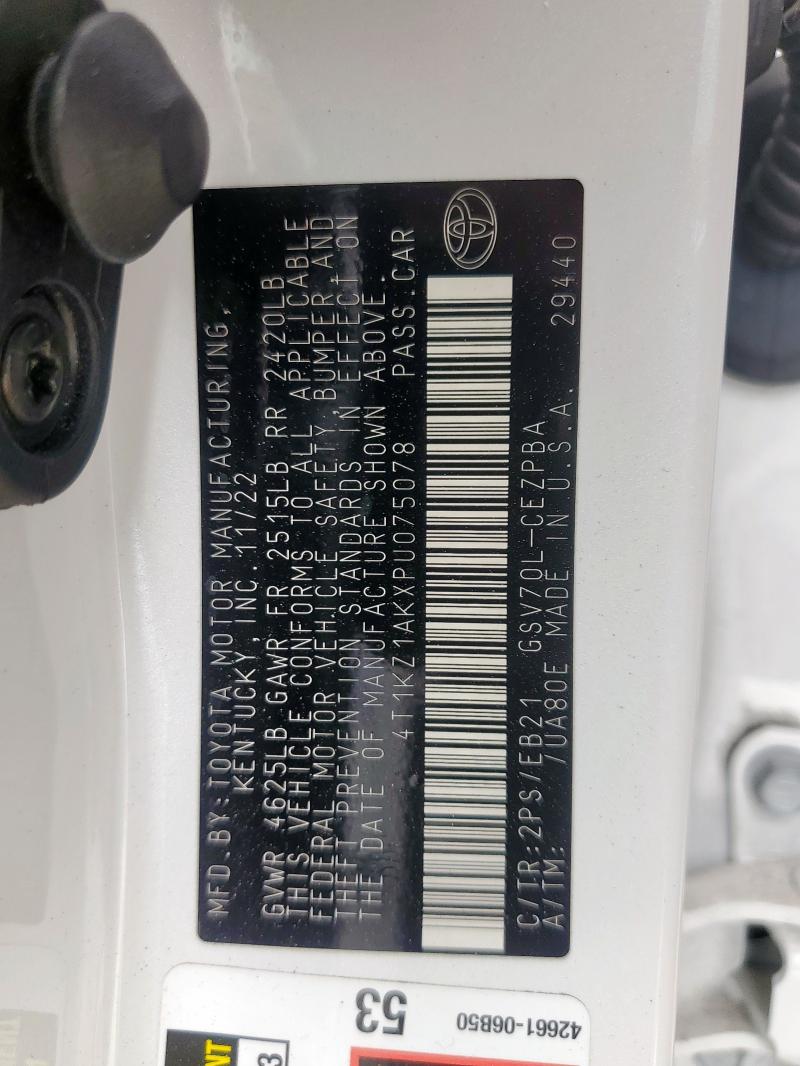 MFD.BY:TOYOTA MOTOR MANUFACTURING,
KENTUCKY, INC. 11/22
GVWR 4625LB GAWR FR 2515LB RR 2420LB
THIS VEHICLE CONFORMS TO ALL APPLICABLE
FEDERAL MOTOR VEHICLE SAFETY, BUMPER, AND
THEFT PREVENTION STANDARDS IN EFFECT ON
THE DATE OF MANUFACTURE SHOWN ABOVE.
4T1KZ1AKXPU075078 PASS.CAR
C/TR:2PS/EB21 GSV70L-CEZPBA
A/TM: /UA80E MADE IN U.S.A. 29440
53
42661-06B50